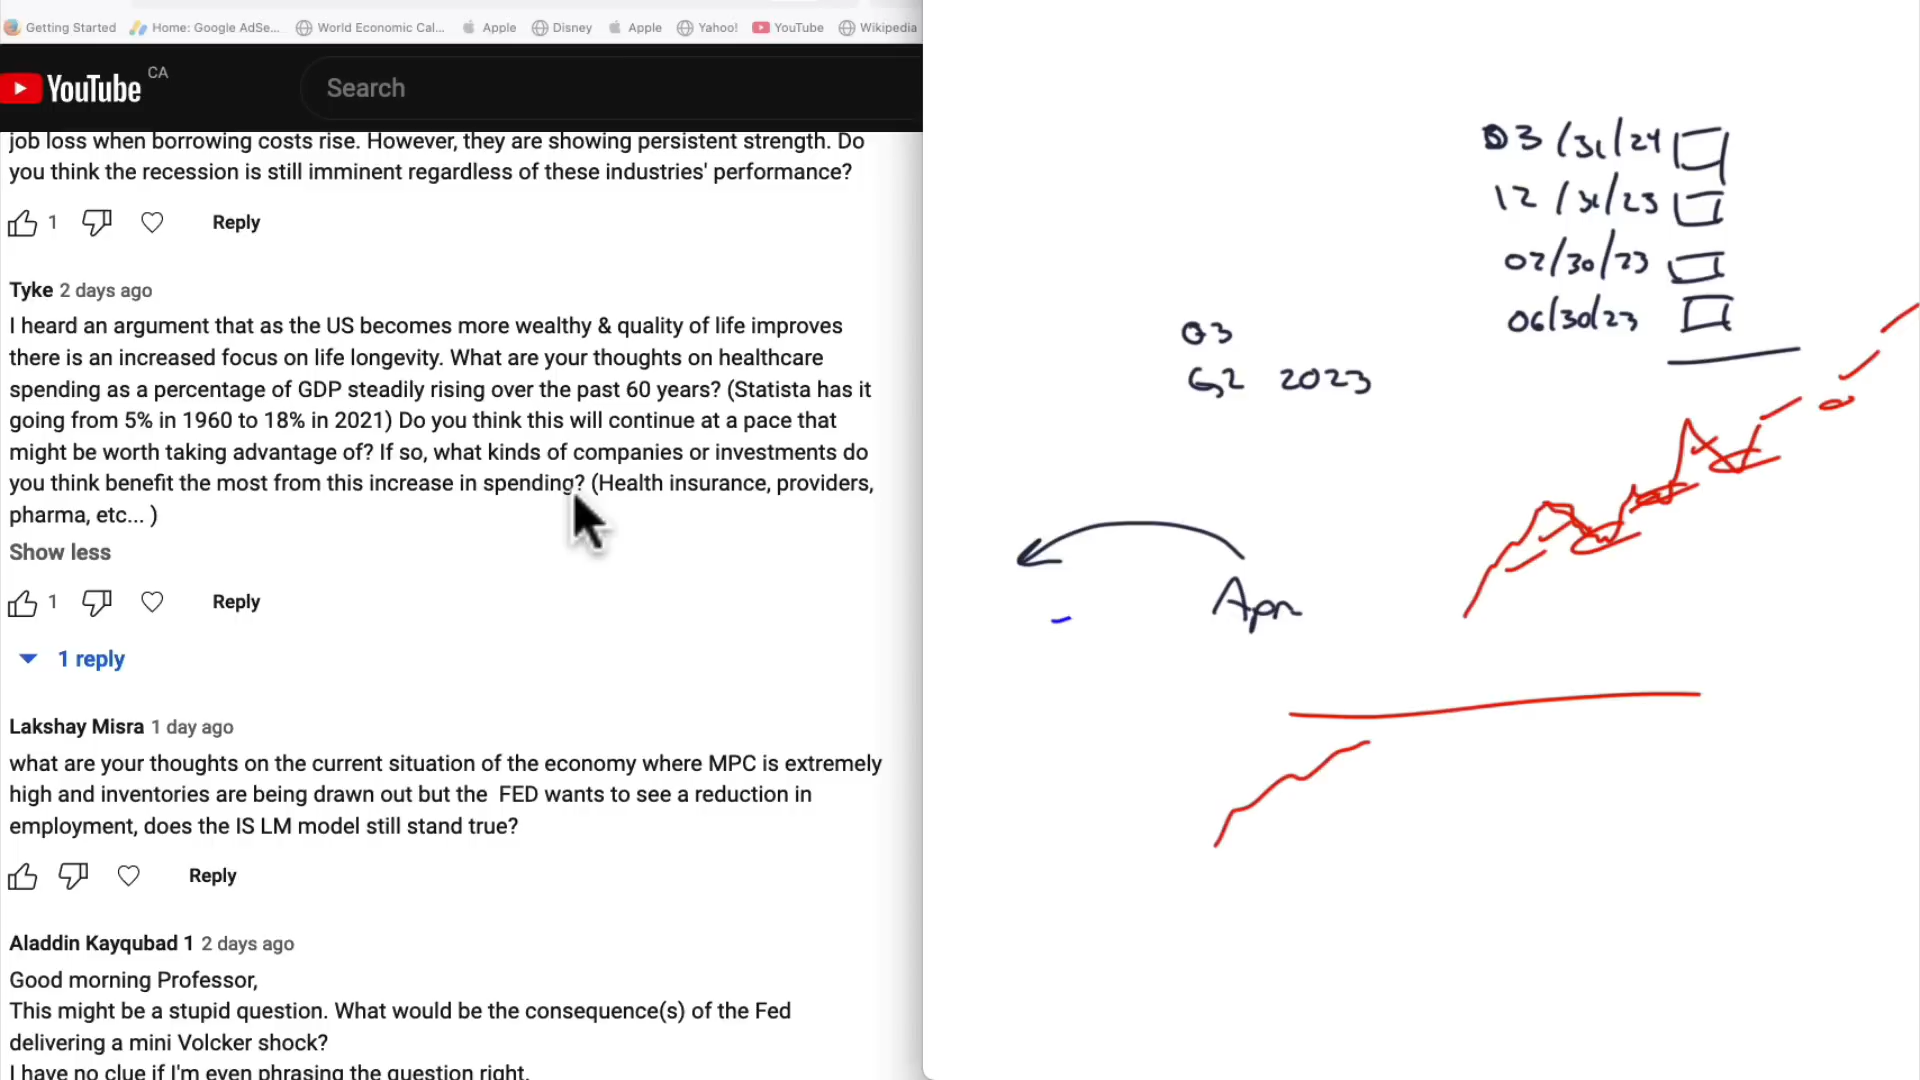 Getting Started Home: Google AdSe... World Economic Cal... Apple Disney Apple Yahoo! YouTube Wikipedia
YouTube CA Search
job loss when borrowing costs rise. However, they are showing persistent strength. Do
you think the recession is still imminent regardless of these industries' performance?
1 Reply
Tyke 2 days ago
I heard an argument that as the US becomes more wealthy & quality of life improves
there is an increased focus on life longevity. What are your thoughts on healthcare
spending as a percentage of GDP steadily rising over the past 60 years? (Statista has it
going from 5% in 1960 to 18% in 2021) Do you think this will continue at a pace that
might be worth taking advantage of? If so, what kinds of companies or investments do
you think benefit the most from this increase in spending? (Health insurance, providers,
pharma, etc... )
Show less
1 Reply
1 reply
Lakshay Misra 1 day ago
what are your thoughts on the current situation of the economy where MPC is extremely
high and inventories are being drawn out but the FED wants to see a reduction in
employment, does the IS LM model still stand true?
Reply
Aladdin Kayqubad 1 2 days ago
Good morning Professor,
This might be a stupid question. What would be the consequence(s) of the Fed
delivering a mini Volcker shock?
I have no clue if I'm even phrasing the question right.
03/31/24
12/31/23
02/30/23
06/30/23
Q3
Q2 2023
Apr